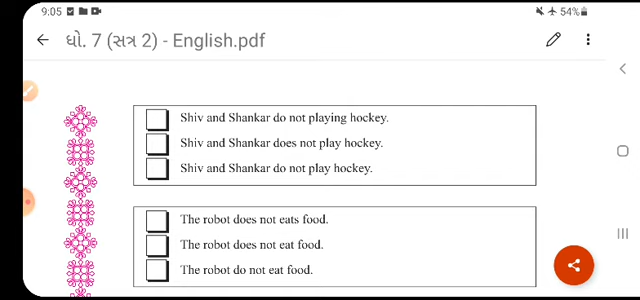 9:05 54%
ધો. 7 (સત્ર 2) - English.pdf
Shiv and Shankar do not playing hockey.
Shiv and Shankar does not play hockey.
Shiv and Shankar do not play hockey.
The robot does not eats food.
The robot does not eat food.
The robot do not eat food.